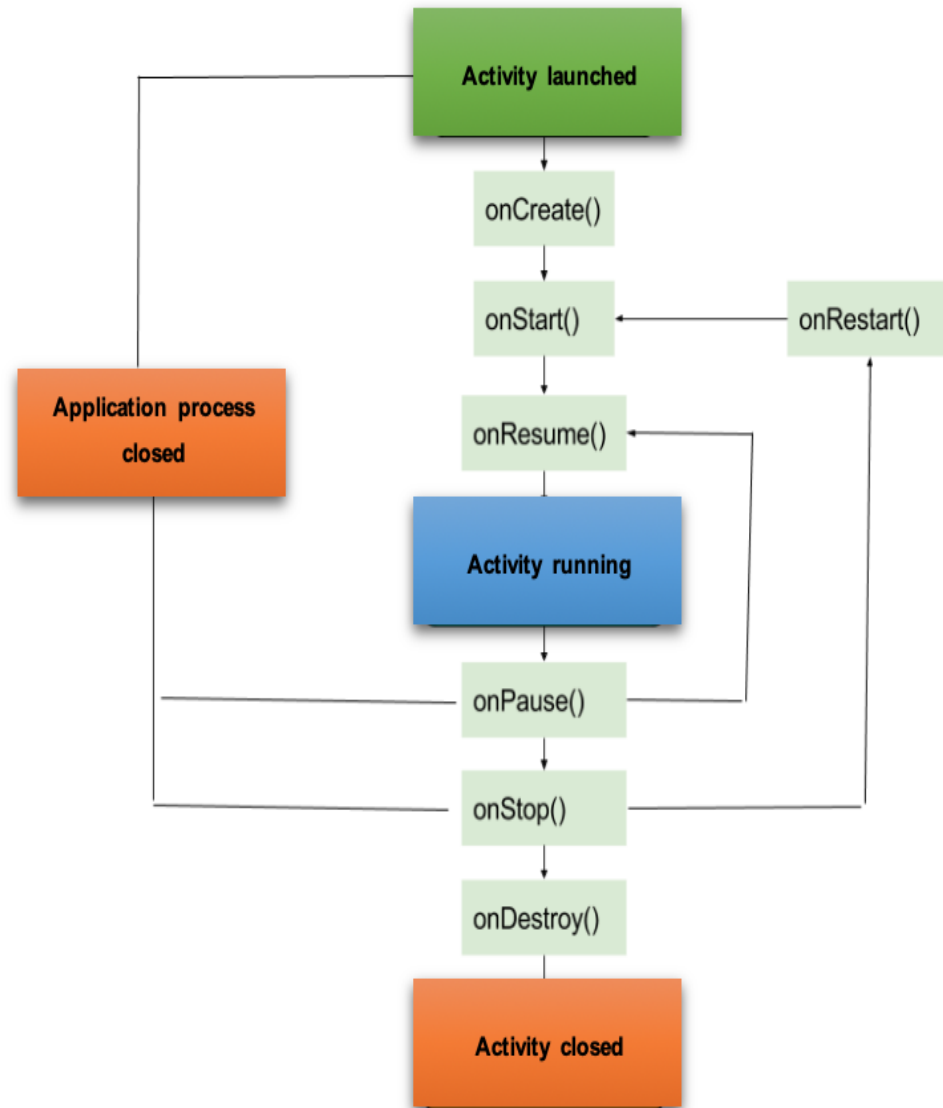 Activity launched
onCreate()
onStart()
onRestart()
Application process
closed
onResume()
Activity running
onPause()
onStop()
onDestroy()
Activity closed